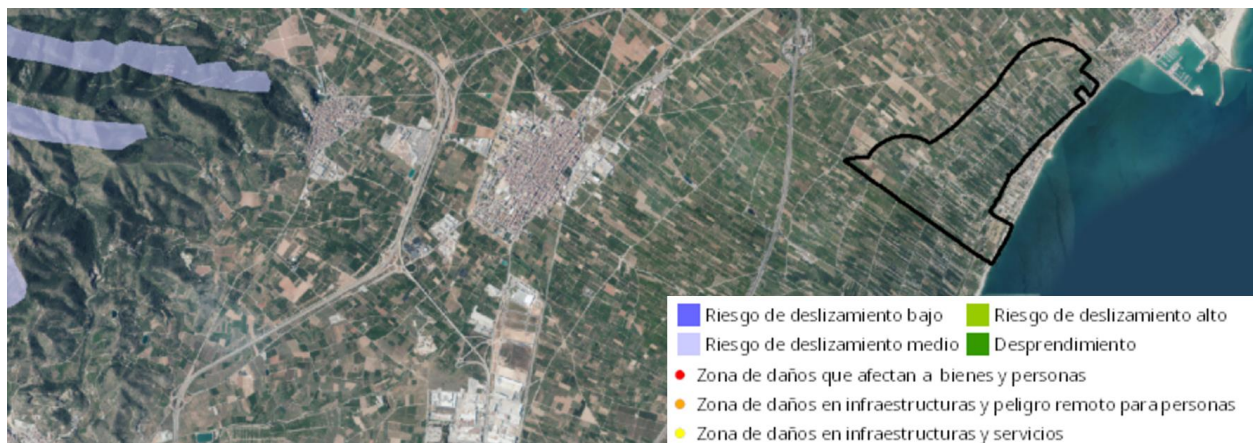 Riesgo de deslizamiento bajo
Riesgo de deslizamiento alto
Riesgo de deslizamiento medio
Desprendimiento
Zona de daños que afectan a bienes y personas
Zona de daños en infraestructuras y peligro remoto para personas
Zona de daños en infraestructuras y servicios